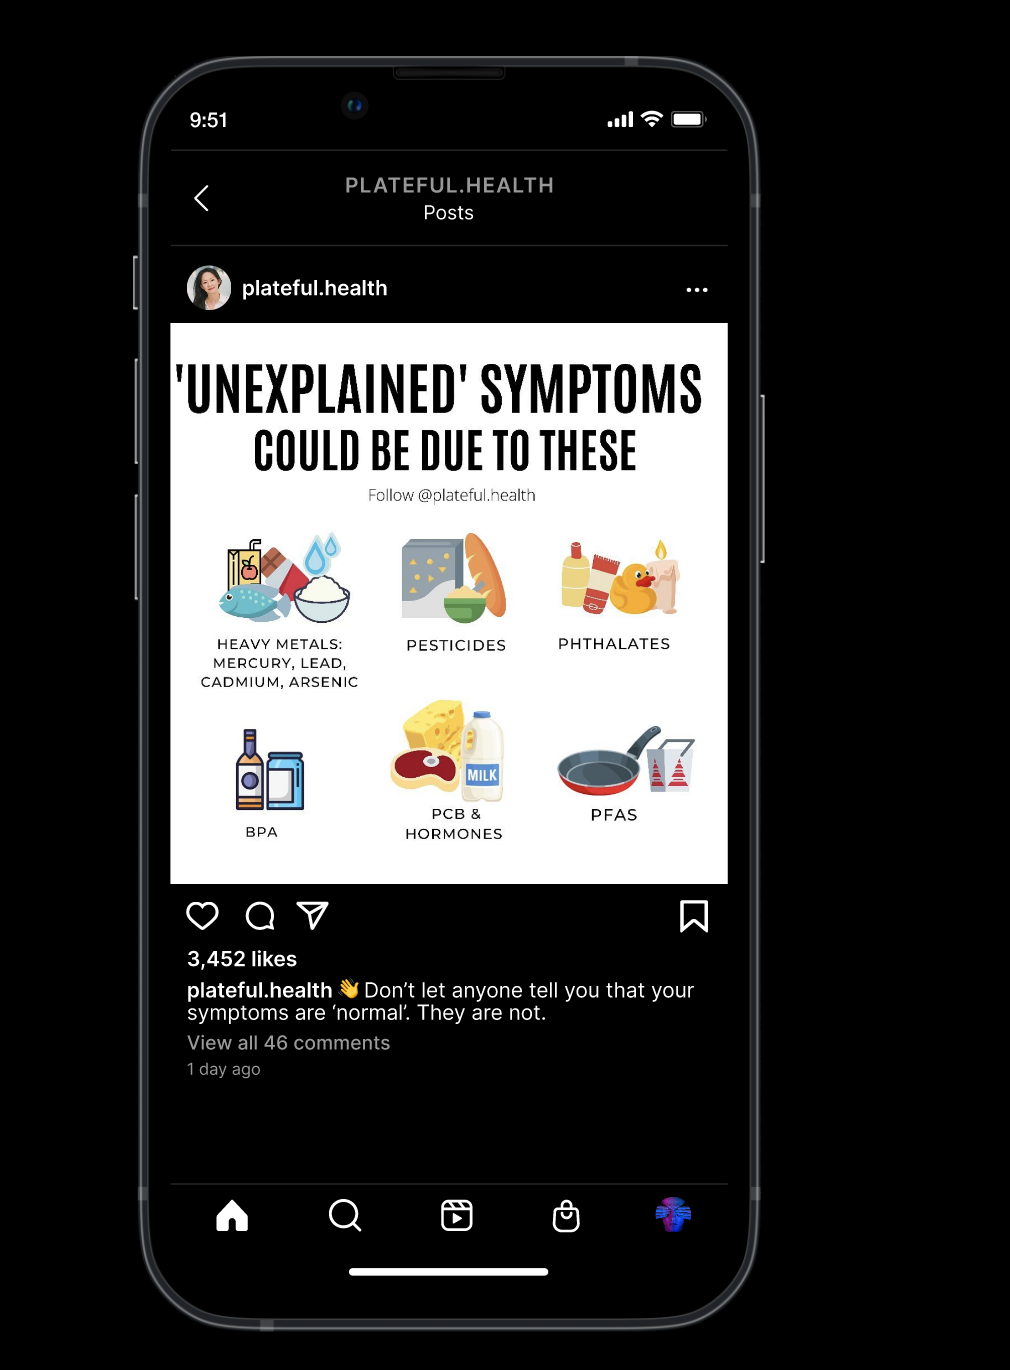 9:51
PLATEFUL.HEALTH
Posts
plateful.health
'UNEXPLAINED' SYMPTOMS
COULD BE DUE TO THESE
Follow @plateful.health
HEAVY METALS:
MERCURY, LEAD,
CADMIUM, ARSENIC
PESTICIDES
PHTHALATES
BPA
MILK
PCB &
HORMONES
PFAS
3,452 likes
plateful.health 👋 Don’t let anyone tell you that your
symptoms are ‘normal’. They are not.
View all 46 comments
1 day ago